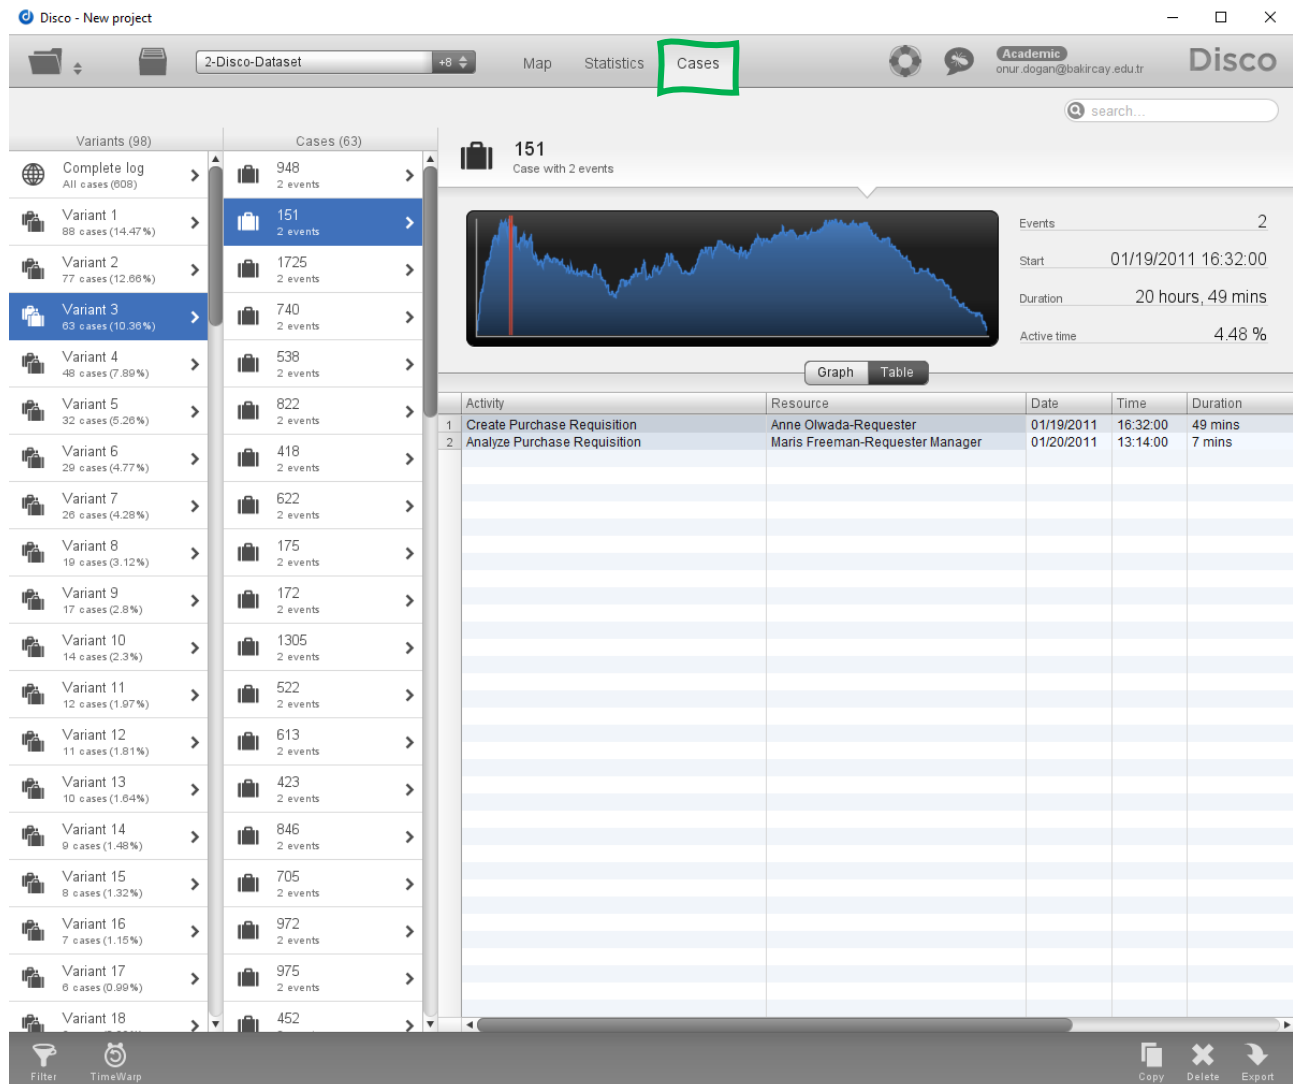 Disco - New project
2-Disco-Dataset
+8
Map
Statistics
Cases
Academic
onur.dogan@bakircay.edu.tr
Disco
search...
Variants (98)
Complete log
All cases (608)
Variant 1
88 cases (14.47%)
Variant 2
77 cases (12.66%)
Variant 3
63 cases (10.36%)
Variant 4
48 cases (7.89%)
Variant 5
32 cases (5.26%)
Variant 6
29 cases (4.77%)
Variant 7
26 cases (4.28%)
Variant 8
19 cases (3.12%)
Variant 9
17 cases (2.8%)
Variant 10
14 cases (2.3%)
Variant 11
12 cases (1.97%)
Variant 12
11 cases (1.81%)
Variant 13
10 cases (1.64%)
Variant 14
9 cases (1.48%)
Variant 15
8 cases (1.32%)
Variant 16
7 cases (1.15%)
Variant 17
6 cases (0.99%)
Variant 18
Cases (63)
948
2 events
151
2 events
1725
2 events
740
2 events
538
2 events
822
2 events
418
2 events
622
2 events
175
2 events
172
2 events
1305
2 events
522
2 events
613
2 events
423
2 events
846
2 events
705
2 events
972
2 events
975
2 events
452
151
Case with 2 events
Events 2
Start 01/19/2011 16:32:00
Duration 20 hours, 49 mins
Active time 4.48 %
Graph Table
Activity Resource Date Time Duration
1 Create Purchase Requisition Anne Olwada-Requester 01/19/2011 16:32:00 49 mins
2 Analyze Purchase Requisition Maris Freeman-Requester Manager 01/20/2011 13:14:00 7 mins
Filter
TimeWarp
Copy
Delete
Export